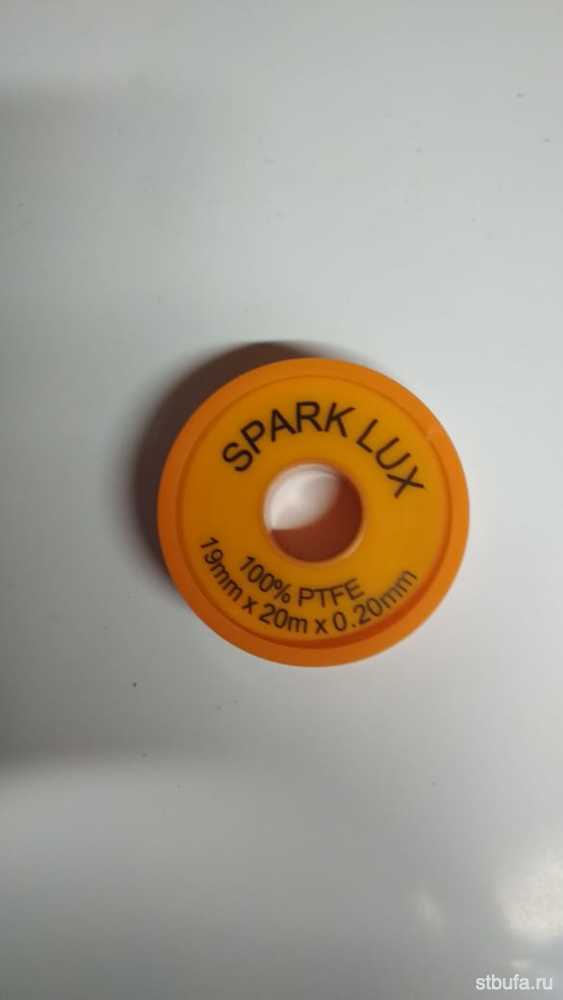 SPARK LUX
100% PTFE
19mm x 20m x 0.20mm
stbufa.ru